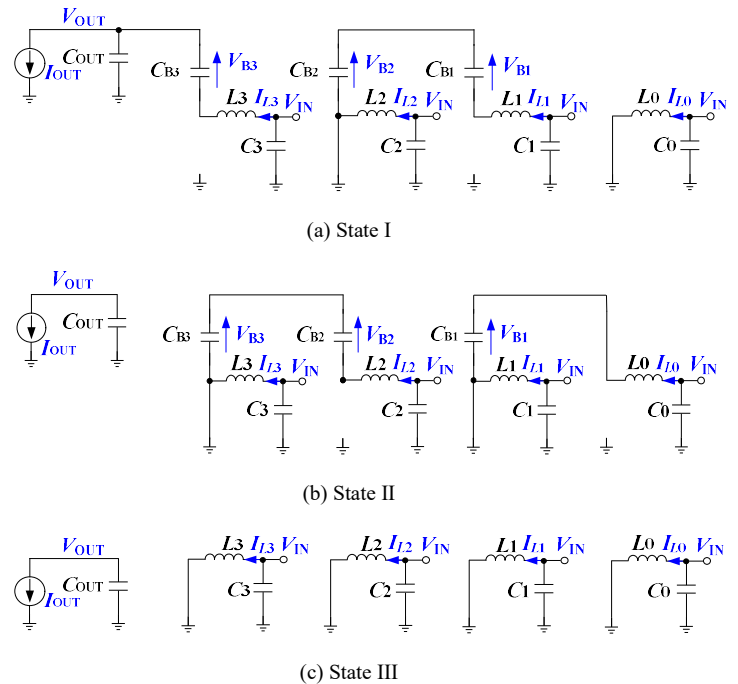 VOUT
COUT
IOUT
CB3 VB3
CB2 VB2
CB1 VB1
L3 IL3 VIN
L2 IL2 VIN
L1 IL1 VIN
L0 IL0 VIN
C3
C2
C1
C0
(a) State I
VOUT
COUT
IOUT
CB3 VB3
CB2 VB2
CB1 VB1
L3 IL3 VIN
L2 IL2 VIN
L1 IL1 VIN
L0 IL0 VIN
C3
C2
C1
C0
(b) State II
VOUT
COUT
IOUT
L3 IL3 VIN
L2 IL2 VIN
L1 IL1 VIN
L0 IL0 VIN
C3
C2
C1
C0
(c) State III